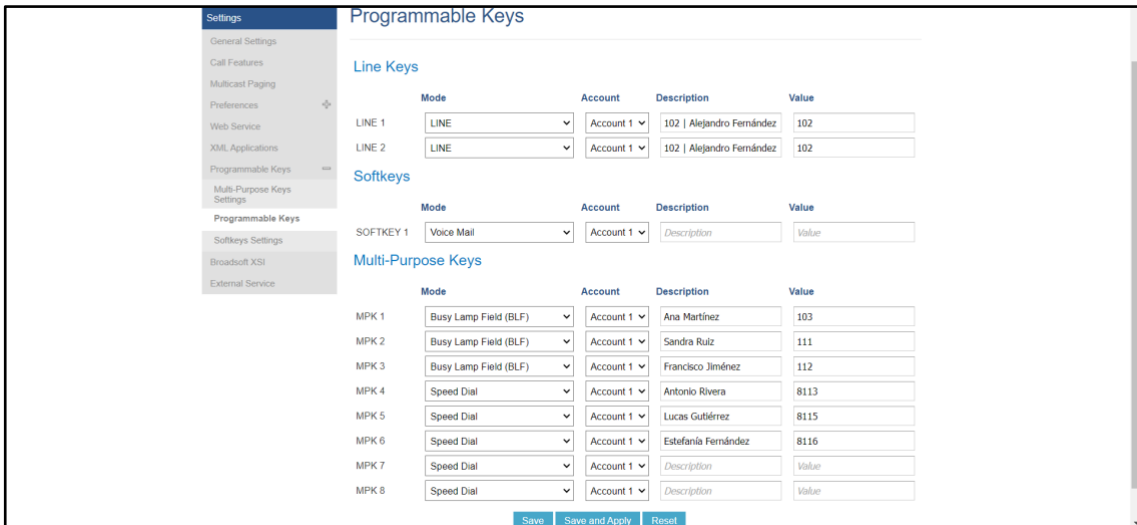 Settings
General Settings
Call Features
Multicast Paging
Preferences
Web Service
XML Applications
Programmable Keys
Multi-Purpose Keys
Settings
Programmable Keys
Softkeys Settings
Broadsoft XSI
External Service
Programmable Keys
Line Keys
Mode Account Description Value
LINE 1 LINE Account 1 102 | Alejandro Fernández 102
LINE 2 LINE Account 1 102 | Alejandro Fernández 102
Softkeys
Mode Account Description Value
SOFTKEY 1 Voice Mail Account 1 Description Value
Multi-Purpose Keys
Mode Account Description Value
MPK 1 Busy Lamp Field (BLF) Account 1 Ana Martínez 103
MPK 2 Busy Lamp Field (BLF) Account 1 Sandra Ruiz 111
MPK 3 Busy Lamp Field (BLF) Account 1 Francisco Jiménez 112
MPK 4 Speed Dial Account 1 Antonio Rivera 8113
MPK 5 Speed Dial Account 1 Lucas Gutiérrez 8115
MPK 6 Speed Dial Account 1 Estefanía Fernández 8116
MPK 7 Speed Dial Account 1 Description Value
MPK 8 Speed Dial Account 1 Description Value
Save Save and Apply Reset